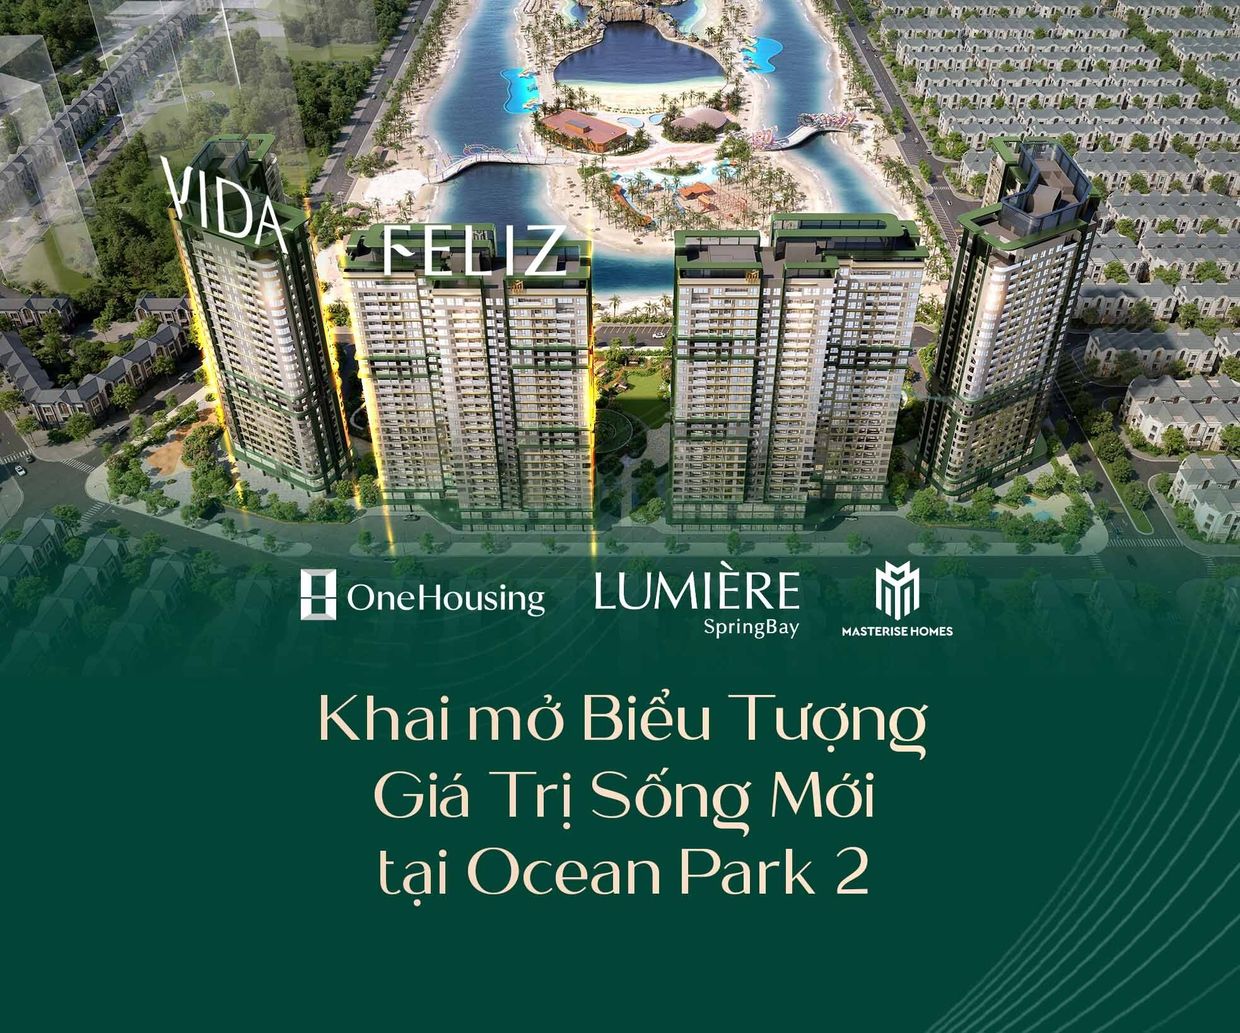 VIDA
FELIZ
OneHousing
LUMIÈRE
SpringBay
MASTERISE HOMES
Khai mở Biểu Tượng
Giá Trị Sống Mới
tại Ocean Park 2